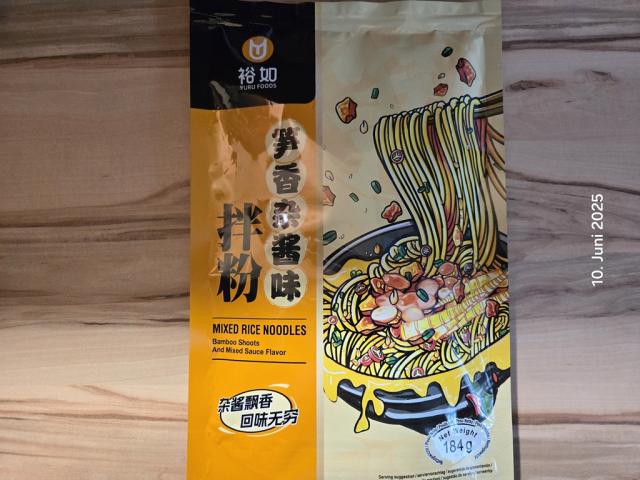 裕如
YURU FOODS
笋香杂酱味
拌粉
MIXED RICE NOODLES
Bamboo Shoots
And Mixed Sauce Flavor
杂酱飘香
回味无穷
Net Weight
184g
10. Juni 2025